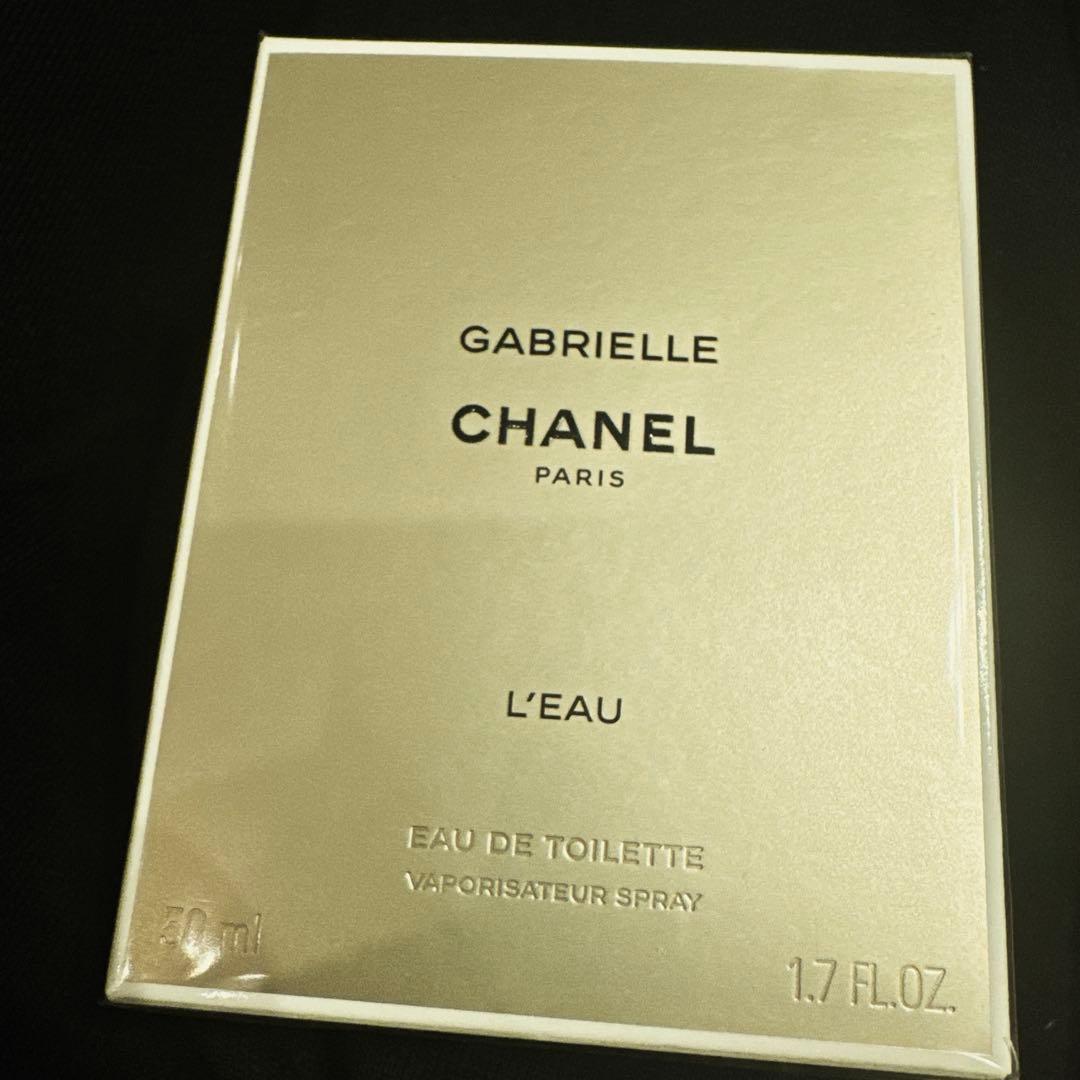 GABRIELLE
CHANEL
PARIS
L'EAU
EAU DE TOILETTE
VAPORISATEUR SPRAY
50 ml
1.7 FL.OZ.